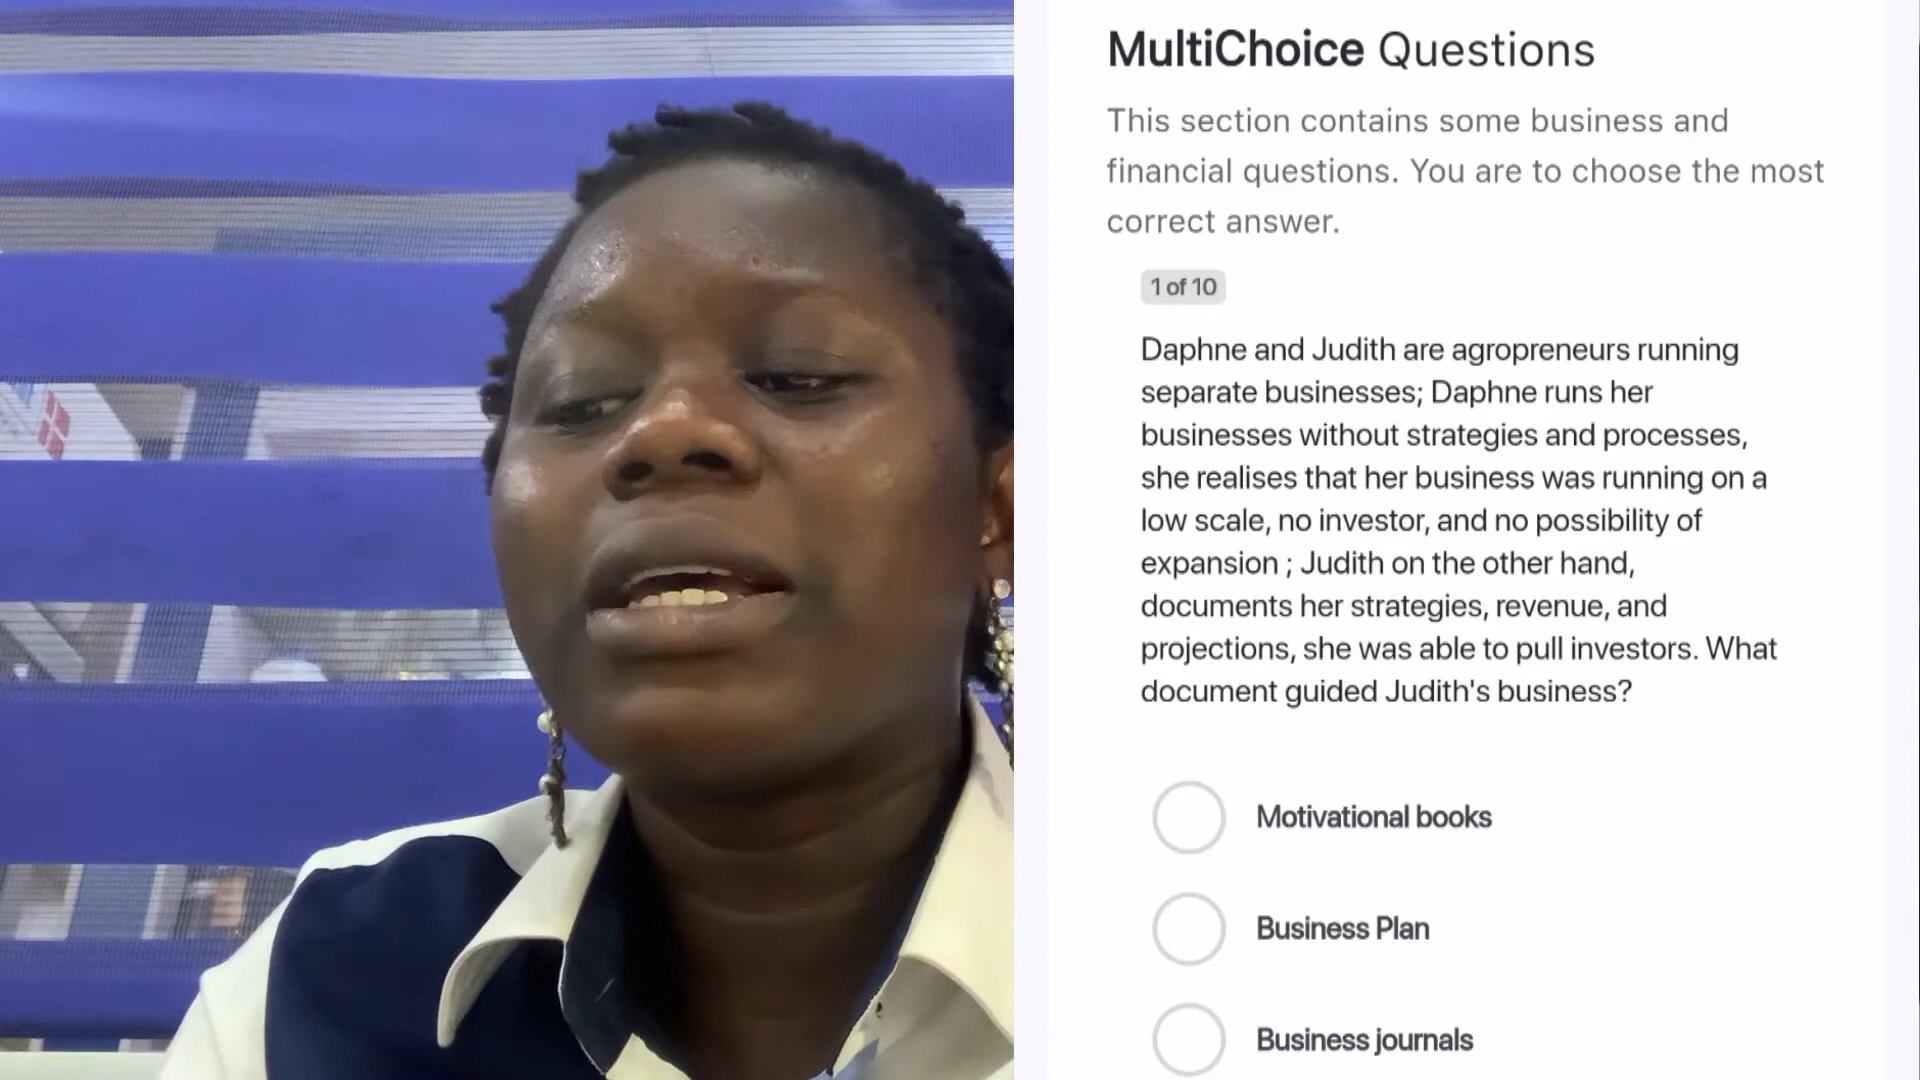 MultiChoice Questions
This section contains some business and
financial questions. You are to choose the most
correct answer.
1 of 10
Daphne and Judith are agropreneurs running
separate businesses; Daphne runs her
businesses without strategies and processes,
she realises that her business was running on a
low scale, no investor, and no possibility of
expansion ; Judith on the other hand,
documents her strategies, revenue, and
projections, she was able to pull investors. What
document guided Judith's business?
Motivational books
Business Plan
Business journals